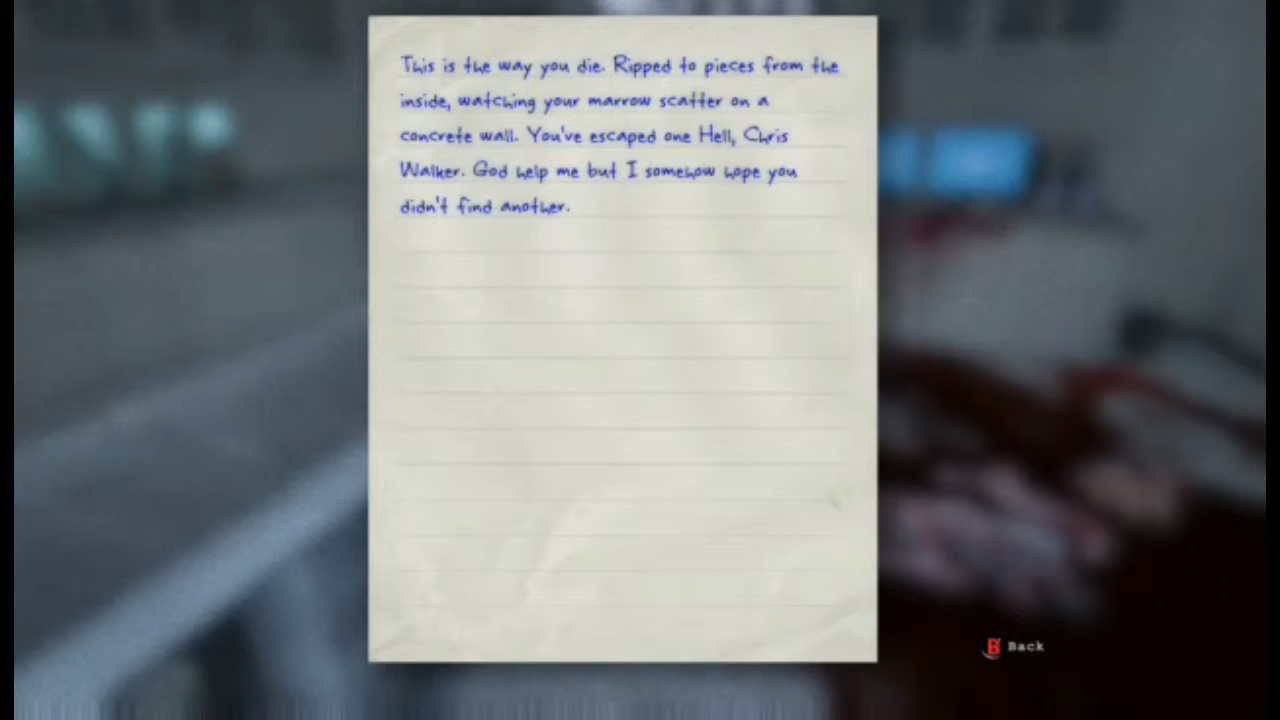 This is the way you die. Ripped to pieces from the
inside, watching your marrow scatter on a
concrete wall. You've escaped one Hell, Chris
Walker. God help me but I somehow hope you
didn't find another.
B Back